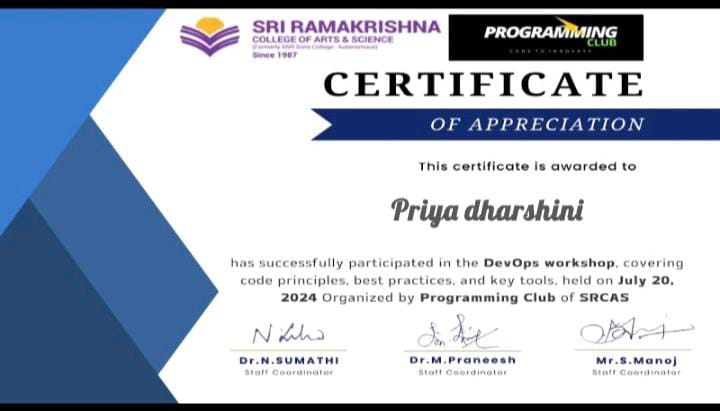 SRI RAMAKRISHNA
COLLEGE OF ARTS & SCIENCE
(Formerly SNR Sons College, Autonomous)
Since 1987
PROGRAMMING
CLUB
CODE TO INNOVATE
CERTIFICATE
OF APPRECIATION
This certificate is awarded to
Priya dharshini
has successfully participated in the DevOps workshop, covering
code principles, best practices, and key tools, held on July 20,
2024 Organized by Programming Club of SRCAS
Dr.N.SUMATHI
Staff Coordinator
Dr.M.Praneesh
Staff Coordinator
Mr.S.Manoj
Staff Coordinator